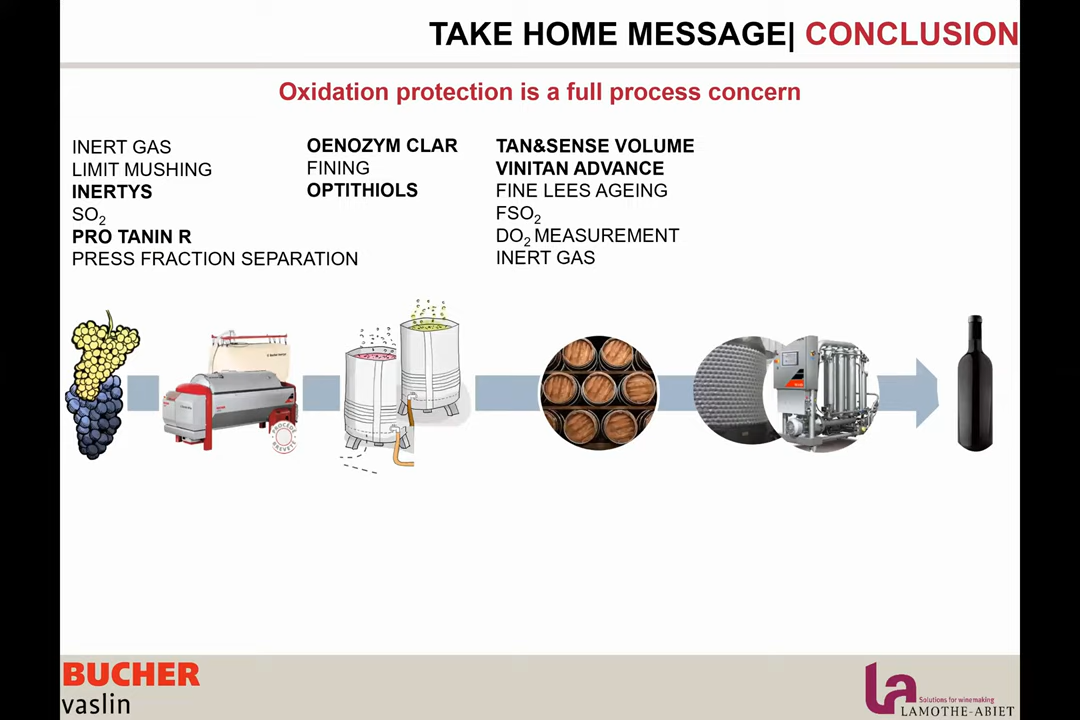 TAKE HOME MESSAGE| CONCLUSION
Oxidation protection is a full process concern
INERT GAS
LIMIT MUSHING
INERTYS
SO2
PRO TANIN R
PRESS FRACTION SEPARATION
OENOZYM CLAR
FINING
OPTITHIOLS
TAN&SENSE VOLUME
VINITAN ADVANCE
FINE LEES AGEING
FSO2
DO2 MEASUREMENT
INERT GAS
BUCHER
vaslin
la
Solutions for winemaking
LAMOTHE-ABIET